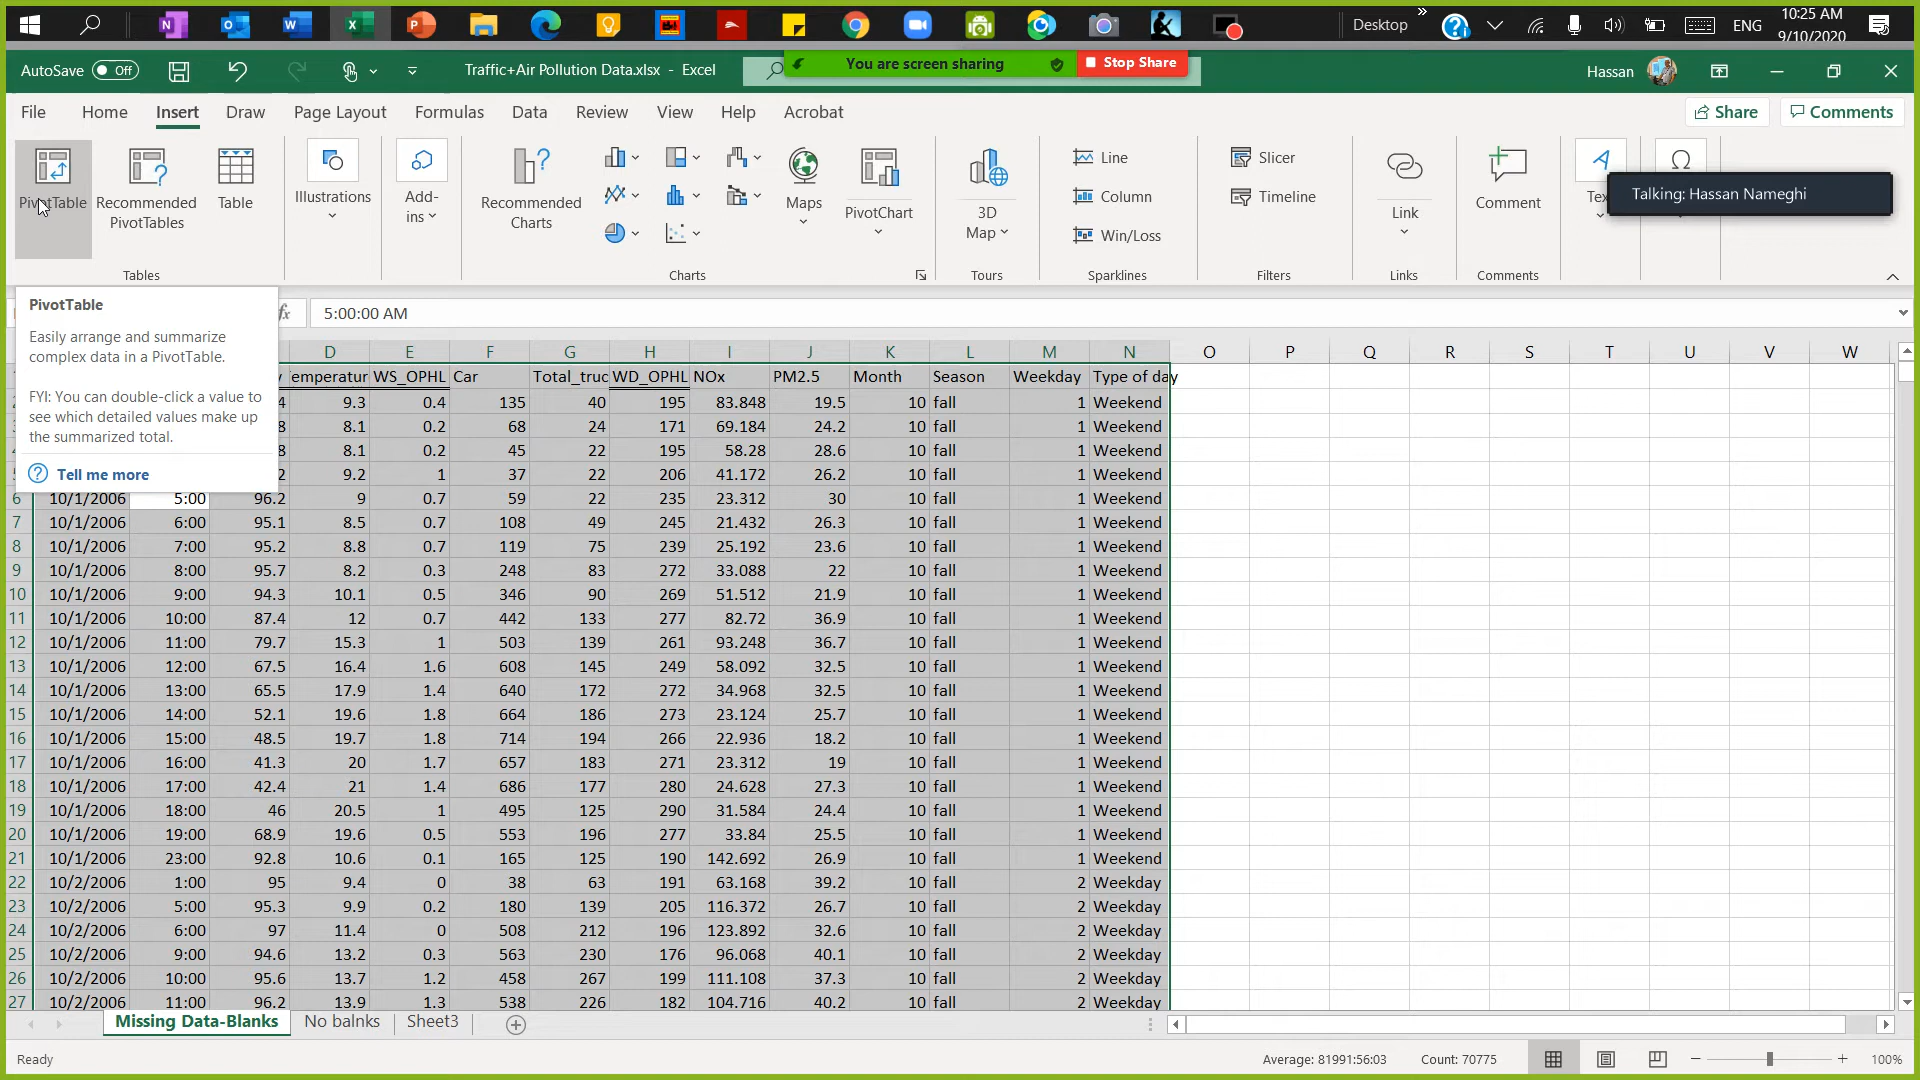 Desktop
ENG
10:25 AM
9/10/2020
AutoSave Off
Traffic+Air Pollution Data.xlsx - Excel
You are screen sharing
Stop Share
Hassan
File Home Insert Draw Page Layout Formulas Data Review View Help Acrobat
Share Comments
PivotTable
Recommended PivotTables
Table
Illustrations
Add-ins
Recommended Charts
Maps
PivotChart
3D Map
Line
Column
Win/Loss
Slicer
Timeline
Link
Comment
Talking: Hassan Nameghi
Tables Charts Tours Sparklines Filters Links Comments
PivotTable
Easily arrange and summarize
complex data in a PivotTable.
FYI: You can double-click a value to
see which detailed values make up
the summarized total.
Tell me more
fx 5:00:00 AM
D E F G H I J K L M N O P Q R S T U V W
emperatur WS_OPHL Car Total_truc WD_OPHL NOx PM2.5 Month Season Weekday Type of day
4 9.3 0.4 135 40 195 83.848 19.5 10 fall 1 Weekend
8 8.1 0.2 68 24 171 69.184 24.2 10 fall 1 Weekend
8 8.1 0.2 45 22 195 58.28 28.6 10 fall 1 Weekend
2 9.2 1 37 22 206 41.172 26.2 10 fall 1 Weekend
6 10/1/2006 5:00 96.2 9 0.7 59 22 235 23.312 30 10 fall 1 Weekend
7 10/1/2006 6:00 95.1 8.5 0.7 108 49 245 21.432 26.3 10 fall 1 Weekend
8 10/1/2006 7:00 95.2 8.8 0.7 119 75 239 25.192 23.6 10 fall 1 Weekend
9 10/1/2006 8:00 95.7 8.2 0.3 248 83 272 33.088 22 10 fall 1 Weekend
10 10/1/2006 9:00 94.3 10.1 0.5 346 90 269 51.512 21.9 10 fall 1 Weekend
11 10/1/2006 10:00 87.4 12 0.7 442 133 277 82.72 36.9 10 fall 1 Weekend
12 10/1/2006 11:00 79.7 15.3 1 503 139 261 93.248 36.7 10 fall 1 Weekend
13 10/1/2006 12:00 67.5 16.4 1.6 608 145 249 58.092 32.5 10 fall 1 Weekend
14 10/1/2006 13:00 65.5 17.9 1.4 640 172 272 34.968 32.5 10 fall 1 Weekend
15 10/1/2006 14:00 52.1 19.6 1.8 664 186 273 23.124 25.7 10 fall 1 Weekend
16 10/1/2006 15:00 48.5 19.7 1.8 714 194 266 22.936 18.2 10 fall 1 Weekend
17 10/1/2006 16:00 41.3 20 1.7 657 183 271 23.312 19 10 fall 1 Weekend
18 10/1/2006 17:00 42.4 21 1.4 686 177 280 24.628 27.3 10 fall 1 Weekend
19 10/1/2006 18:00 46 20.5 1 495 125 290 31.584 24.4 10 fall 1 Weekend
20 10/1/2006 19:00 68.9 19.6 0.5 553 196 277 33.84 25.5 10 fall 1 Weekend
21 10/1/2006 23:00 92.8 10.6 0.1 165 125 190 142.692 26.9 10 fall 1 Weekend
22 10/2/2006 1:00 95 9.4 0 38 63 191 63.168 39.2 10 fall 2 Weekday
23 10/2/2006 5:00 95.3 9.9 0.2 180 139 205 116.372 26.7 10 fall 2 Weekday
24 10/2/2006 6:00 97 11.4 0 508 212 196 123.892 32.6 10 fall 2 Weekday
25 10/2/2006 9:00 94.6 13.2 0.3 563 230 176 96.068 40.1 10 fall 2 Weekday
26 10/2/2006 10:00 95.6 13.7 1.2 458 267 199 111.108 37.3 10 fall 2 Weekday
27 10/2/2006 11:00 96.2 13.9 1.3 538 226 182 104.716 40.2 10 fall 2 Weekday
Missing Data-Blanks No balnks Sheet3
Ready Average: 81991:56:03 Count: 70775 100%